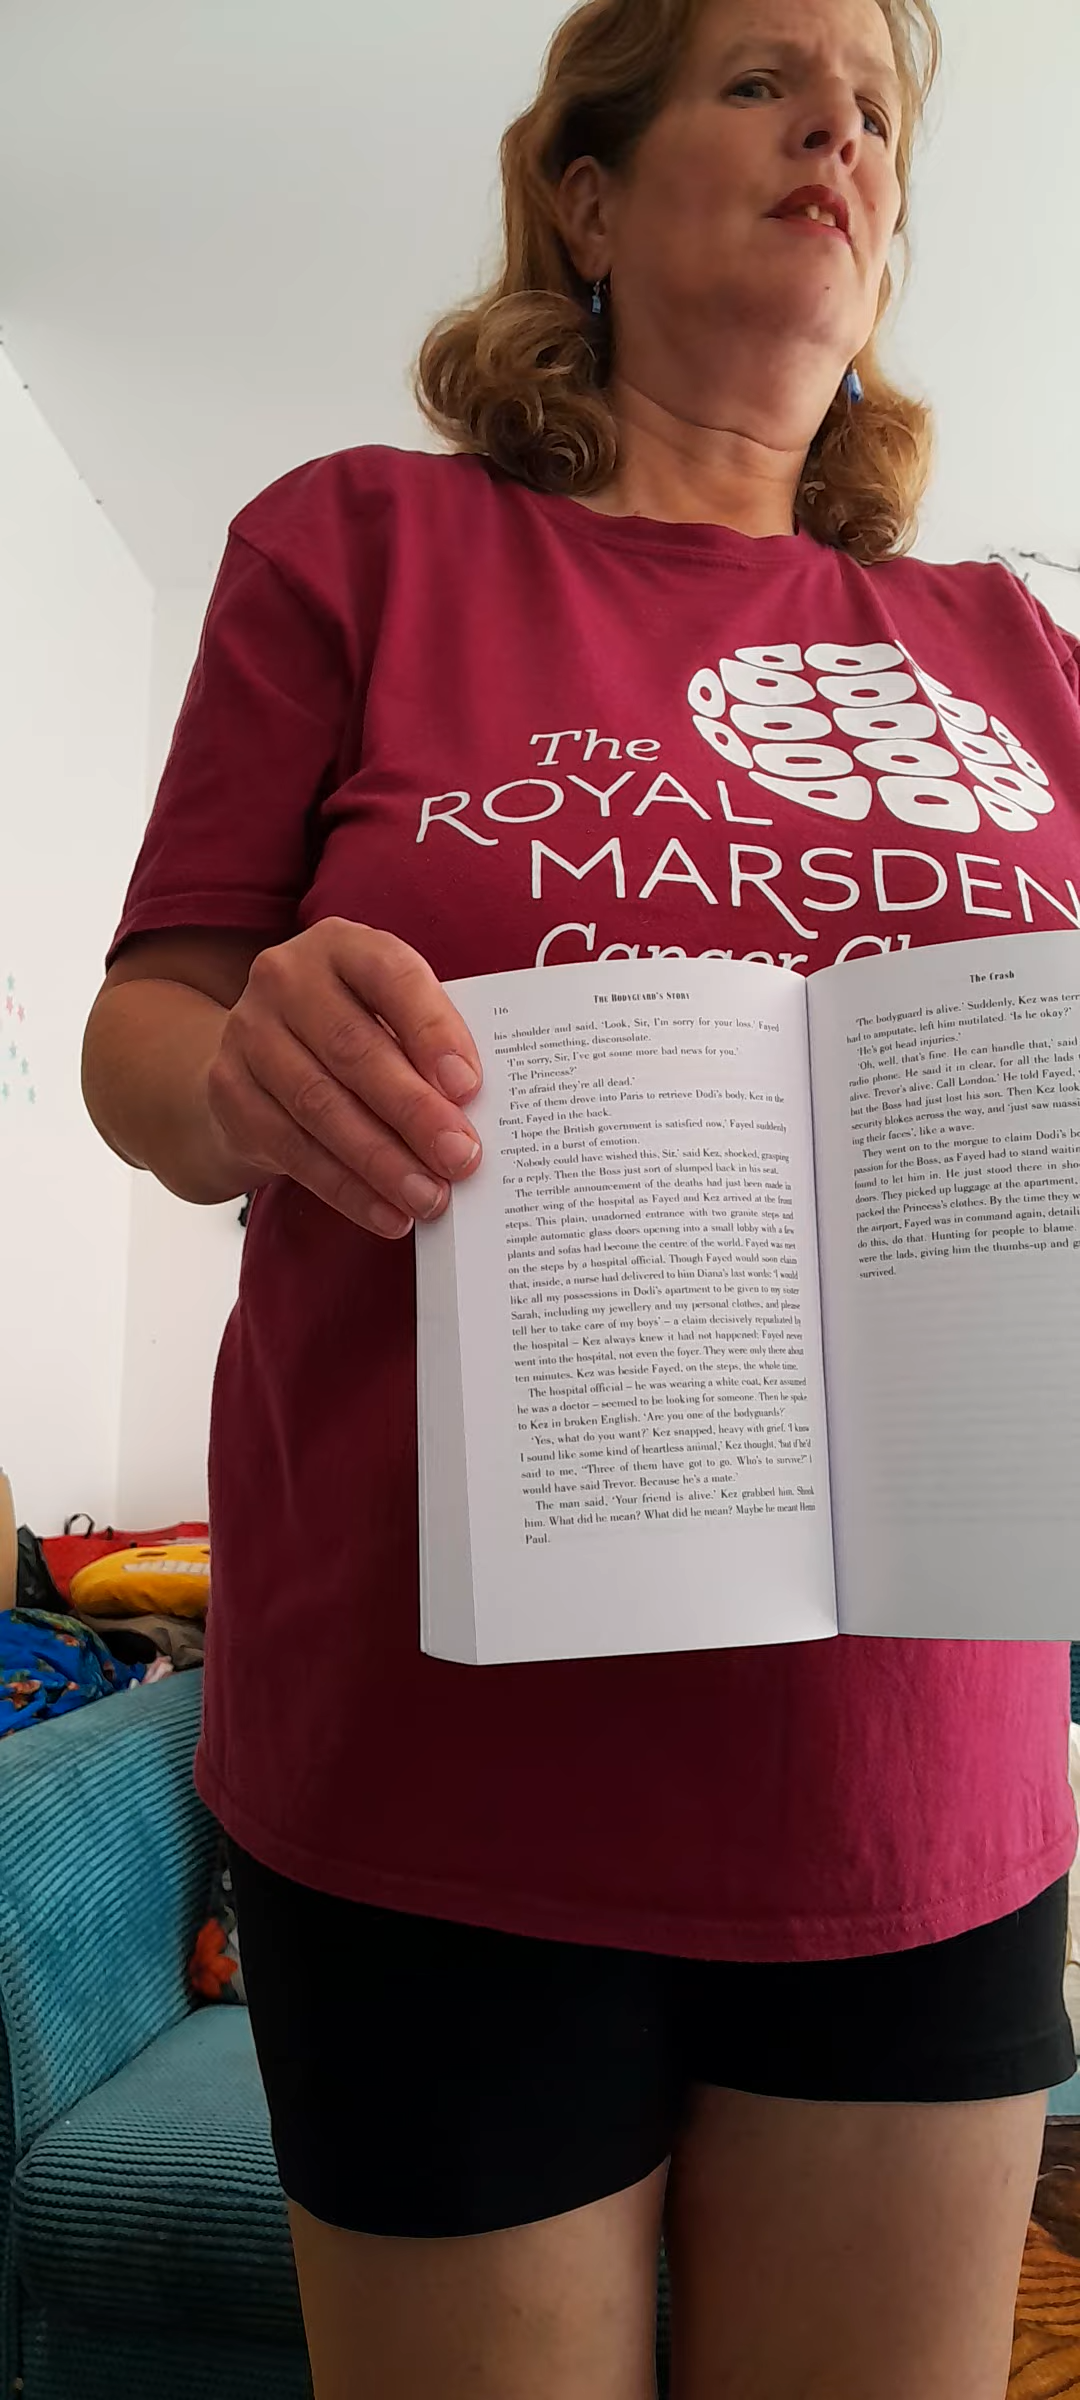 The
ROYAL
MARSDEN
Cancer
116
THE BODYGUARD'S STORY
his shoulder and said, 'Look, Sir, I'm sorry for your loss.' Fayed
mumbled something, disconsolate.
'I'm sorry, Sir, I've got some more bad news for you.'
'The Princess?'
'I'm afraid they're all dead.'
Five of them drove into Paris to retrieve Dodi's body, Kez in the
front, Fayed in the back.
'I hope the British government is satisfied now,' Fayed suddenly
erupted, in a burst of emotion.
'Nobody could have wished this, Sir,' said Kez, shocked, grasping
for a reply. Then the Boss just sort of slumped back in his seat.
The terrible announcement of the deaths had just been made in
another wing of the hospital as Fayed and Kez arrived at the front
steps. This plain, unadorned entrance with two granite steps and
simple automatic glass doors opening into a small lobby with a few
plants and sofas had become the centre of the world. Fayed was met
on the steps by a hospital official. Though Fayed would soon claim
that, inside, a nurse had delivered to him Diana's last words: 'I would
like all my possessions in Dodi's apartment to be given to my sister
Sarah, including my jewellery and my personal clothes, and please
tell her to take care of my boys' – a claim decisively repudiated by
the hospital – Kez always knew it had not happened: Fayed never
went into the hospital, not even the foyer. They were only there about
ten minutes. Kez was beside Fayed, on the steps, the whole time.
The hospital official – he was wearing a white coat, Kez assumed
he was a doctor – seemed to be looking for someone. Then he spoke
to Kez in broken English. 'Are you one of the bodyguards?'
'Yes, what do you want?' Kez snapped, heavy with grief. 'I know
I sound like some kind of heartless animal,' Kez thought, 'but if he'd
said to me, "Three of them have got to go. Who's to survive?" I
would have said Trevor. Because he's a mate.'
The man said, 'Your friend is alive.' Kez grabbed him. Shook
him. What did he mean? What did he mean? Maybe he meant Henri
Paul.
The Crash
'The bodyguard is alive.' Suddenly, Kez was
had to amputate, left him mutilated. 'Is he okay?'
'He's got head injuries.'
'Oh, well, that's fine. He can handle that,' said
radio phone. He said it in clear, for all the lads
alive. Trevor's alive. Call London.' He told Fayed,
but the Boss had just lost his son. Then Kez
security blokes across the way, and 'just saw
ing their faces', like a wave.
They went on to the morgue to claim Dodi's
passion for the Boss, as Fayed had to stand
found to let him in. He just stood there in
doors. They picked up luggage at the apartment,
packed the Princess's clothes. By the time they
the airport, Fayed was in command again,
do this, do that. Hunting for people to blame.
were the lads, giving him the thumbs-up and
survived.